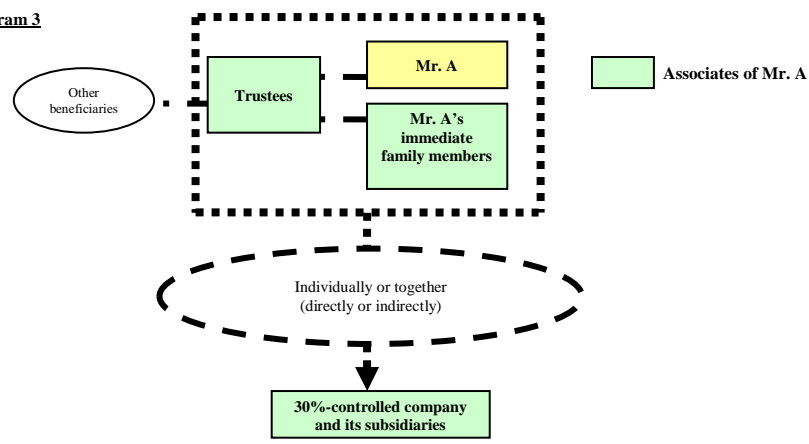 ram 3
Mr. A
Associates of Mr. A
Other
beneficiaries
Trustees
Mr. A’s
immediate
family members
Individually or together
(directly or indirectly)
30%-controlled company
and its subsidiaries